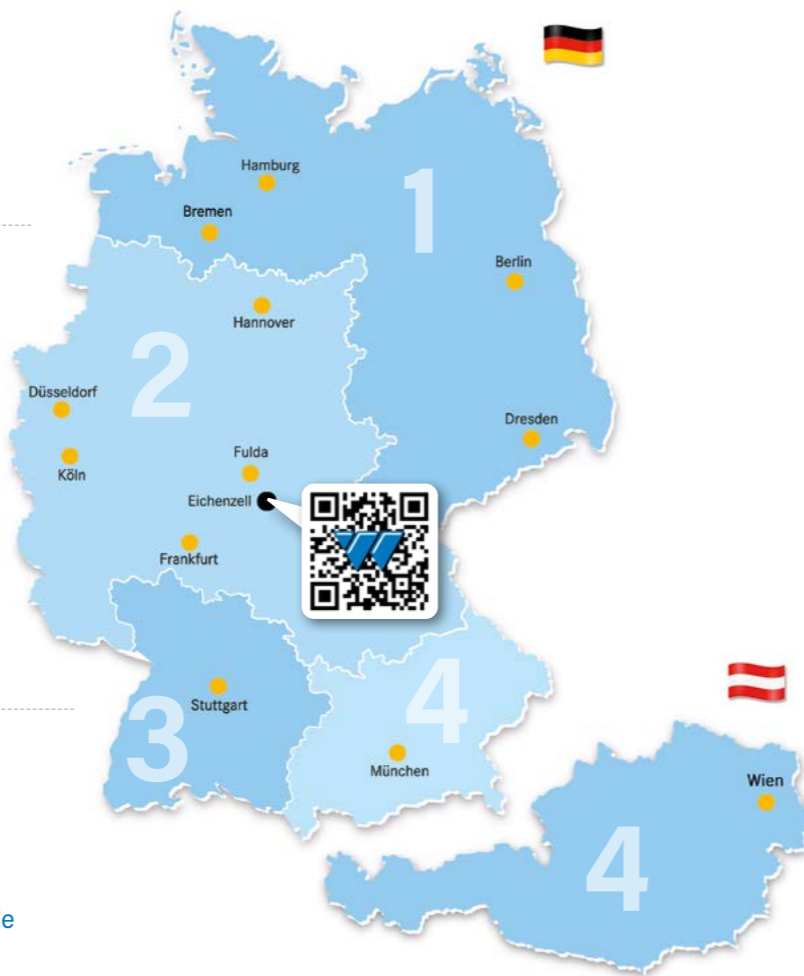 Hamburg
1
Bremen
Berlin
Hannover
2
Düsseldorf
Dresden
Köln
Fulda
Eichenzell
Frankfurt
4
Stuttgart
3
München
Wien
4
e